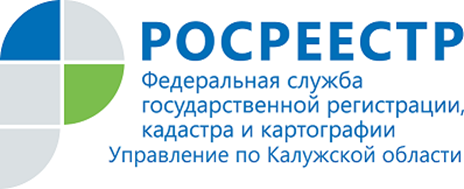 РОСРЕЕСТР
Федеральная служба
государственной регистрации,
кадастра и картографии
Управление по Калужской области